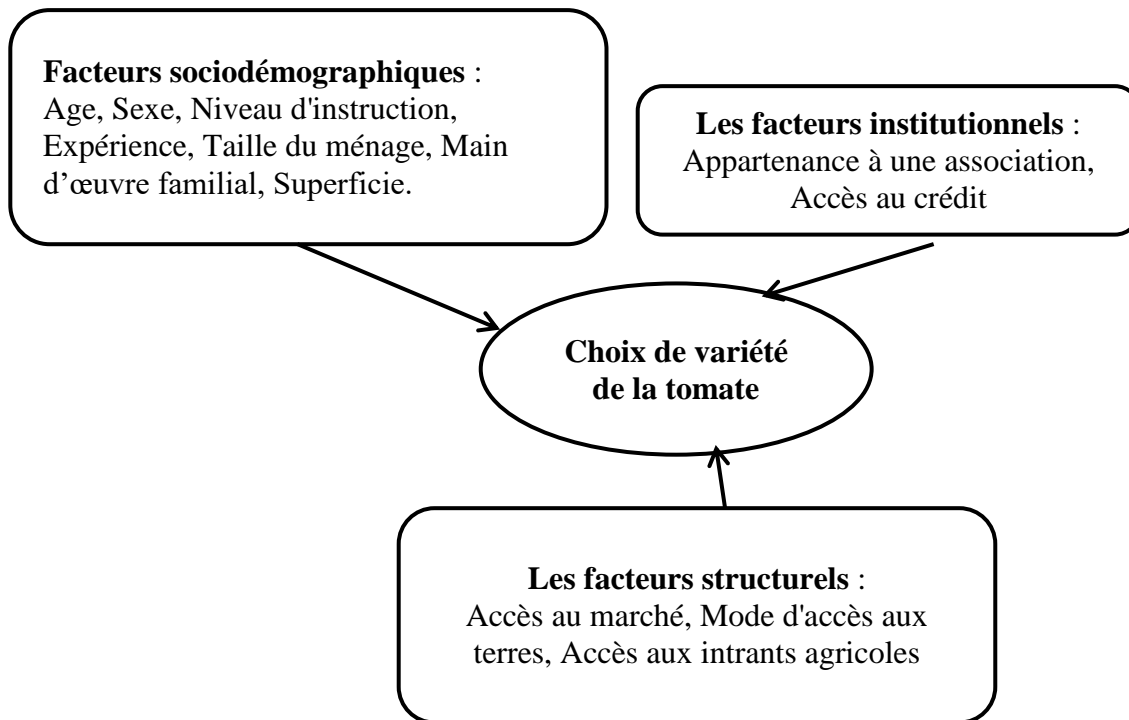 Facteurs sociodémographiques :
Age, Sexe, Niveau d'instruction,
Expérience, Taille du ménage, Main
d’œuvre familial, Superficie.
Les facteurs institutionnels :
Appartenance à une association,
Accès au crédit
Choix de variété
de la tomate
Les facteurs structurels :
Accès au marché, Mode d'accès aux
terres, Accès aux intrants agricoles